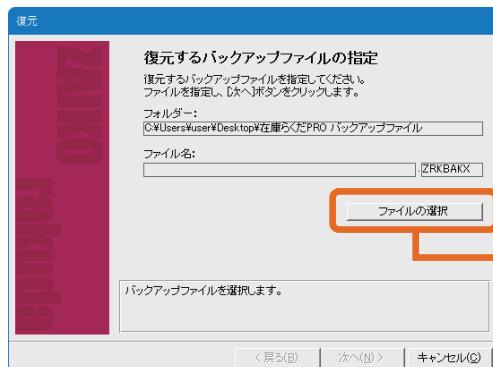 復元
ZAIKO rakuda
復元するバックアップファイルの指定
復元するバックアップファイルを指定してください。
ファイルを指定し、[次へ]ボタンをクリックします。
フォルダー:
C:¥Users¥user¥Desktop¥在庫らくだPRO バックアップファイル
ファイル名:
.ZRKBAKX
ファイルの選択
バックアップファイルを選択します。
< 戻る(B) 次へ(N) > キャンセル(C)